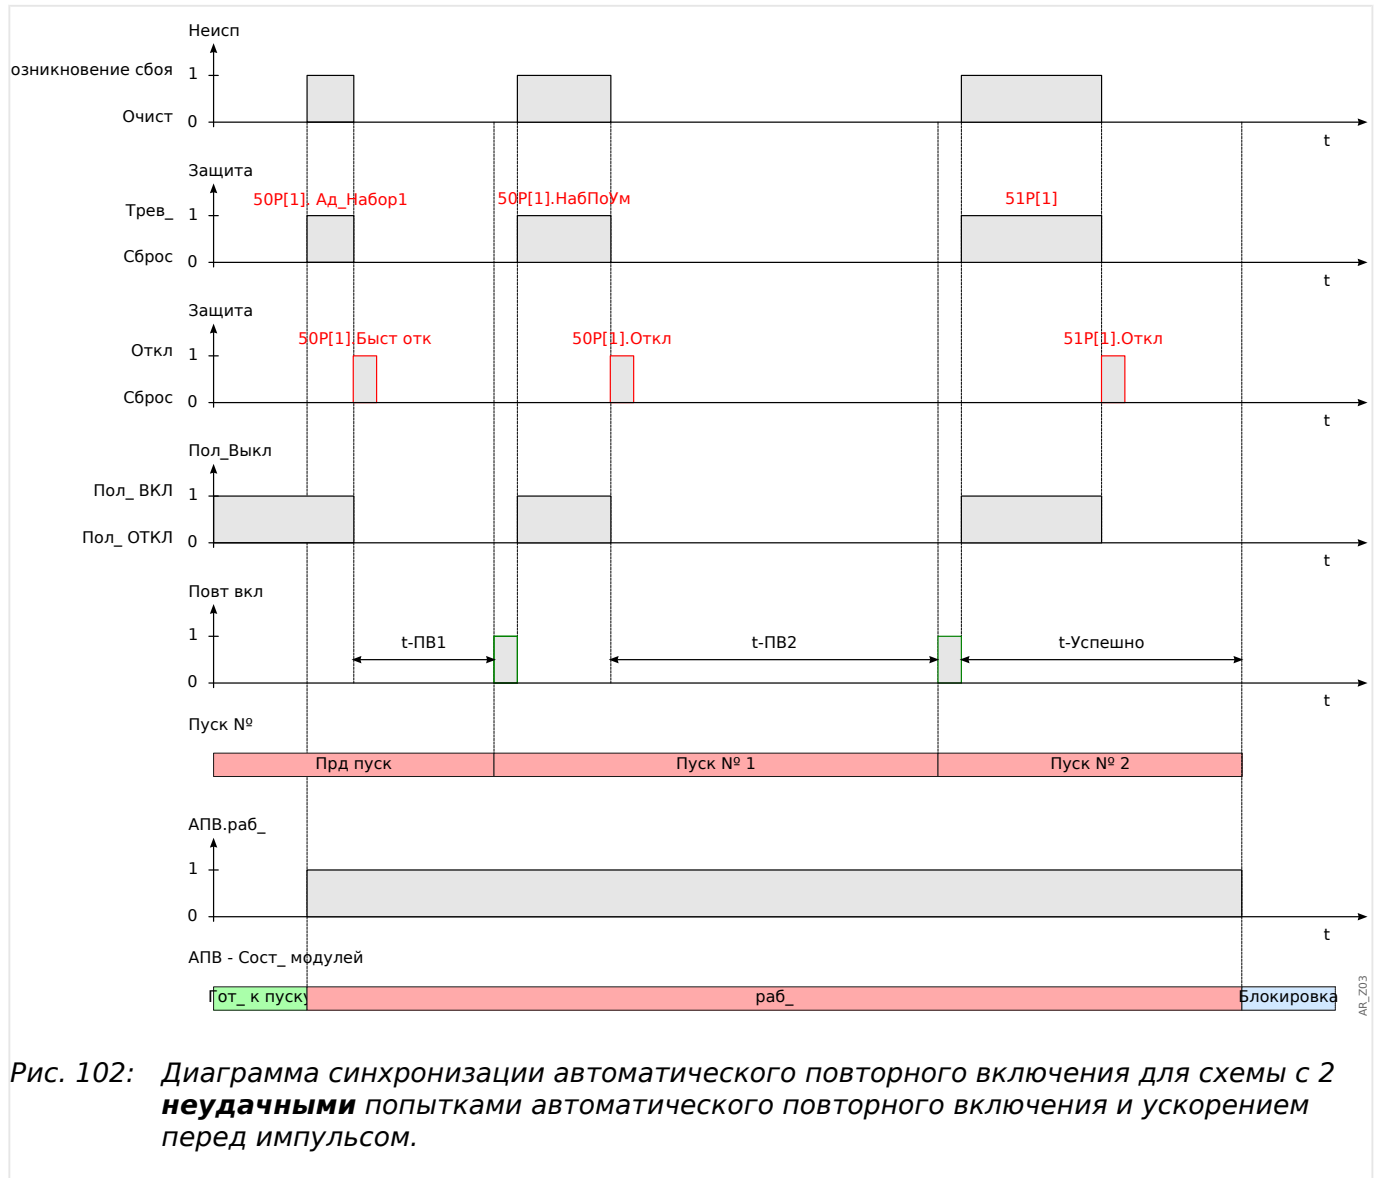 Неисп
озникновение сбоя 1
Очист 0
t
Защита
50P[1]. Ад_Набор1 50P[1].НабПоУм 51P[1]
Трев_ 1
Сброс 0
t
Защита
50P[1].Быст отк 50P[1].Откл 51P[1].Откл
Откл 1
Сброс 0
t
Пол_Выкл
Пол_ ВКЛ 1
Пол_ ОТКЛ 0
t
Повт вкл
1
t-ПВ1 t-ПВ2 t-Успешно
0
t
Пуск №
Прд пуск Пуск № 1 Пуск № 2
АПВ.раб_
1
0
t
АПВ - Сост_ модулей
Гот_ к пуску раб_ Блокировка
AR_Z03
Рис. 102: Диаграмма синхронизации автоматического повторного включения для схемы с 2
неудачными попытками автоматического повторного включения и ускорением
перед импульсом.